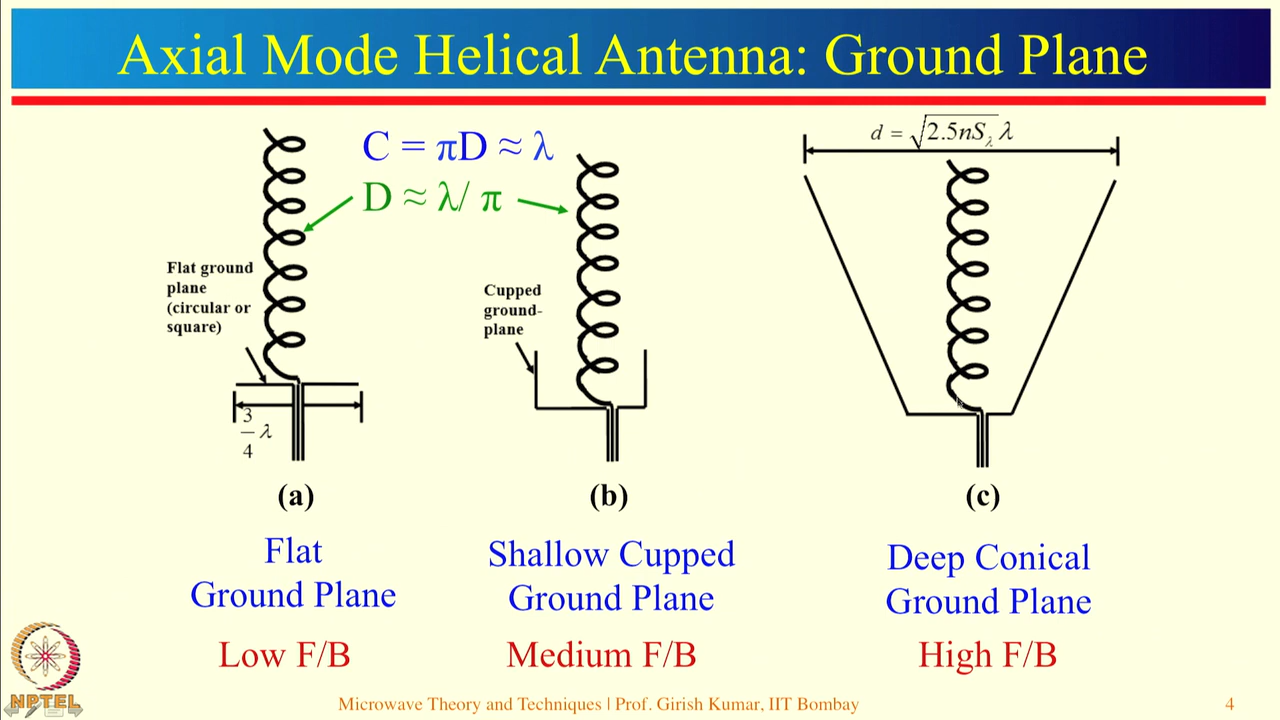 Axial Mode Helical Antenna: Ground Plane
C = πD ≈ λ
D ≈ λ/ π
d = √2.5nS_λ λ
Flat ground
plane
(circular or
square)
Cupped
ground-
plane
3/4 λ
(a)
(b)
(c)
Flat
Ground Plane
Low F/B
Shallow Cupped
Ground Plane
Medium F/B
Deep Conical
Ground Plane
High F/B
NPTEL
Microwave Theory and Techniques | Prof. Girish Kumar, IIT Bombay
4